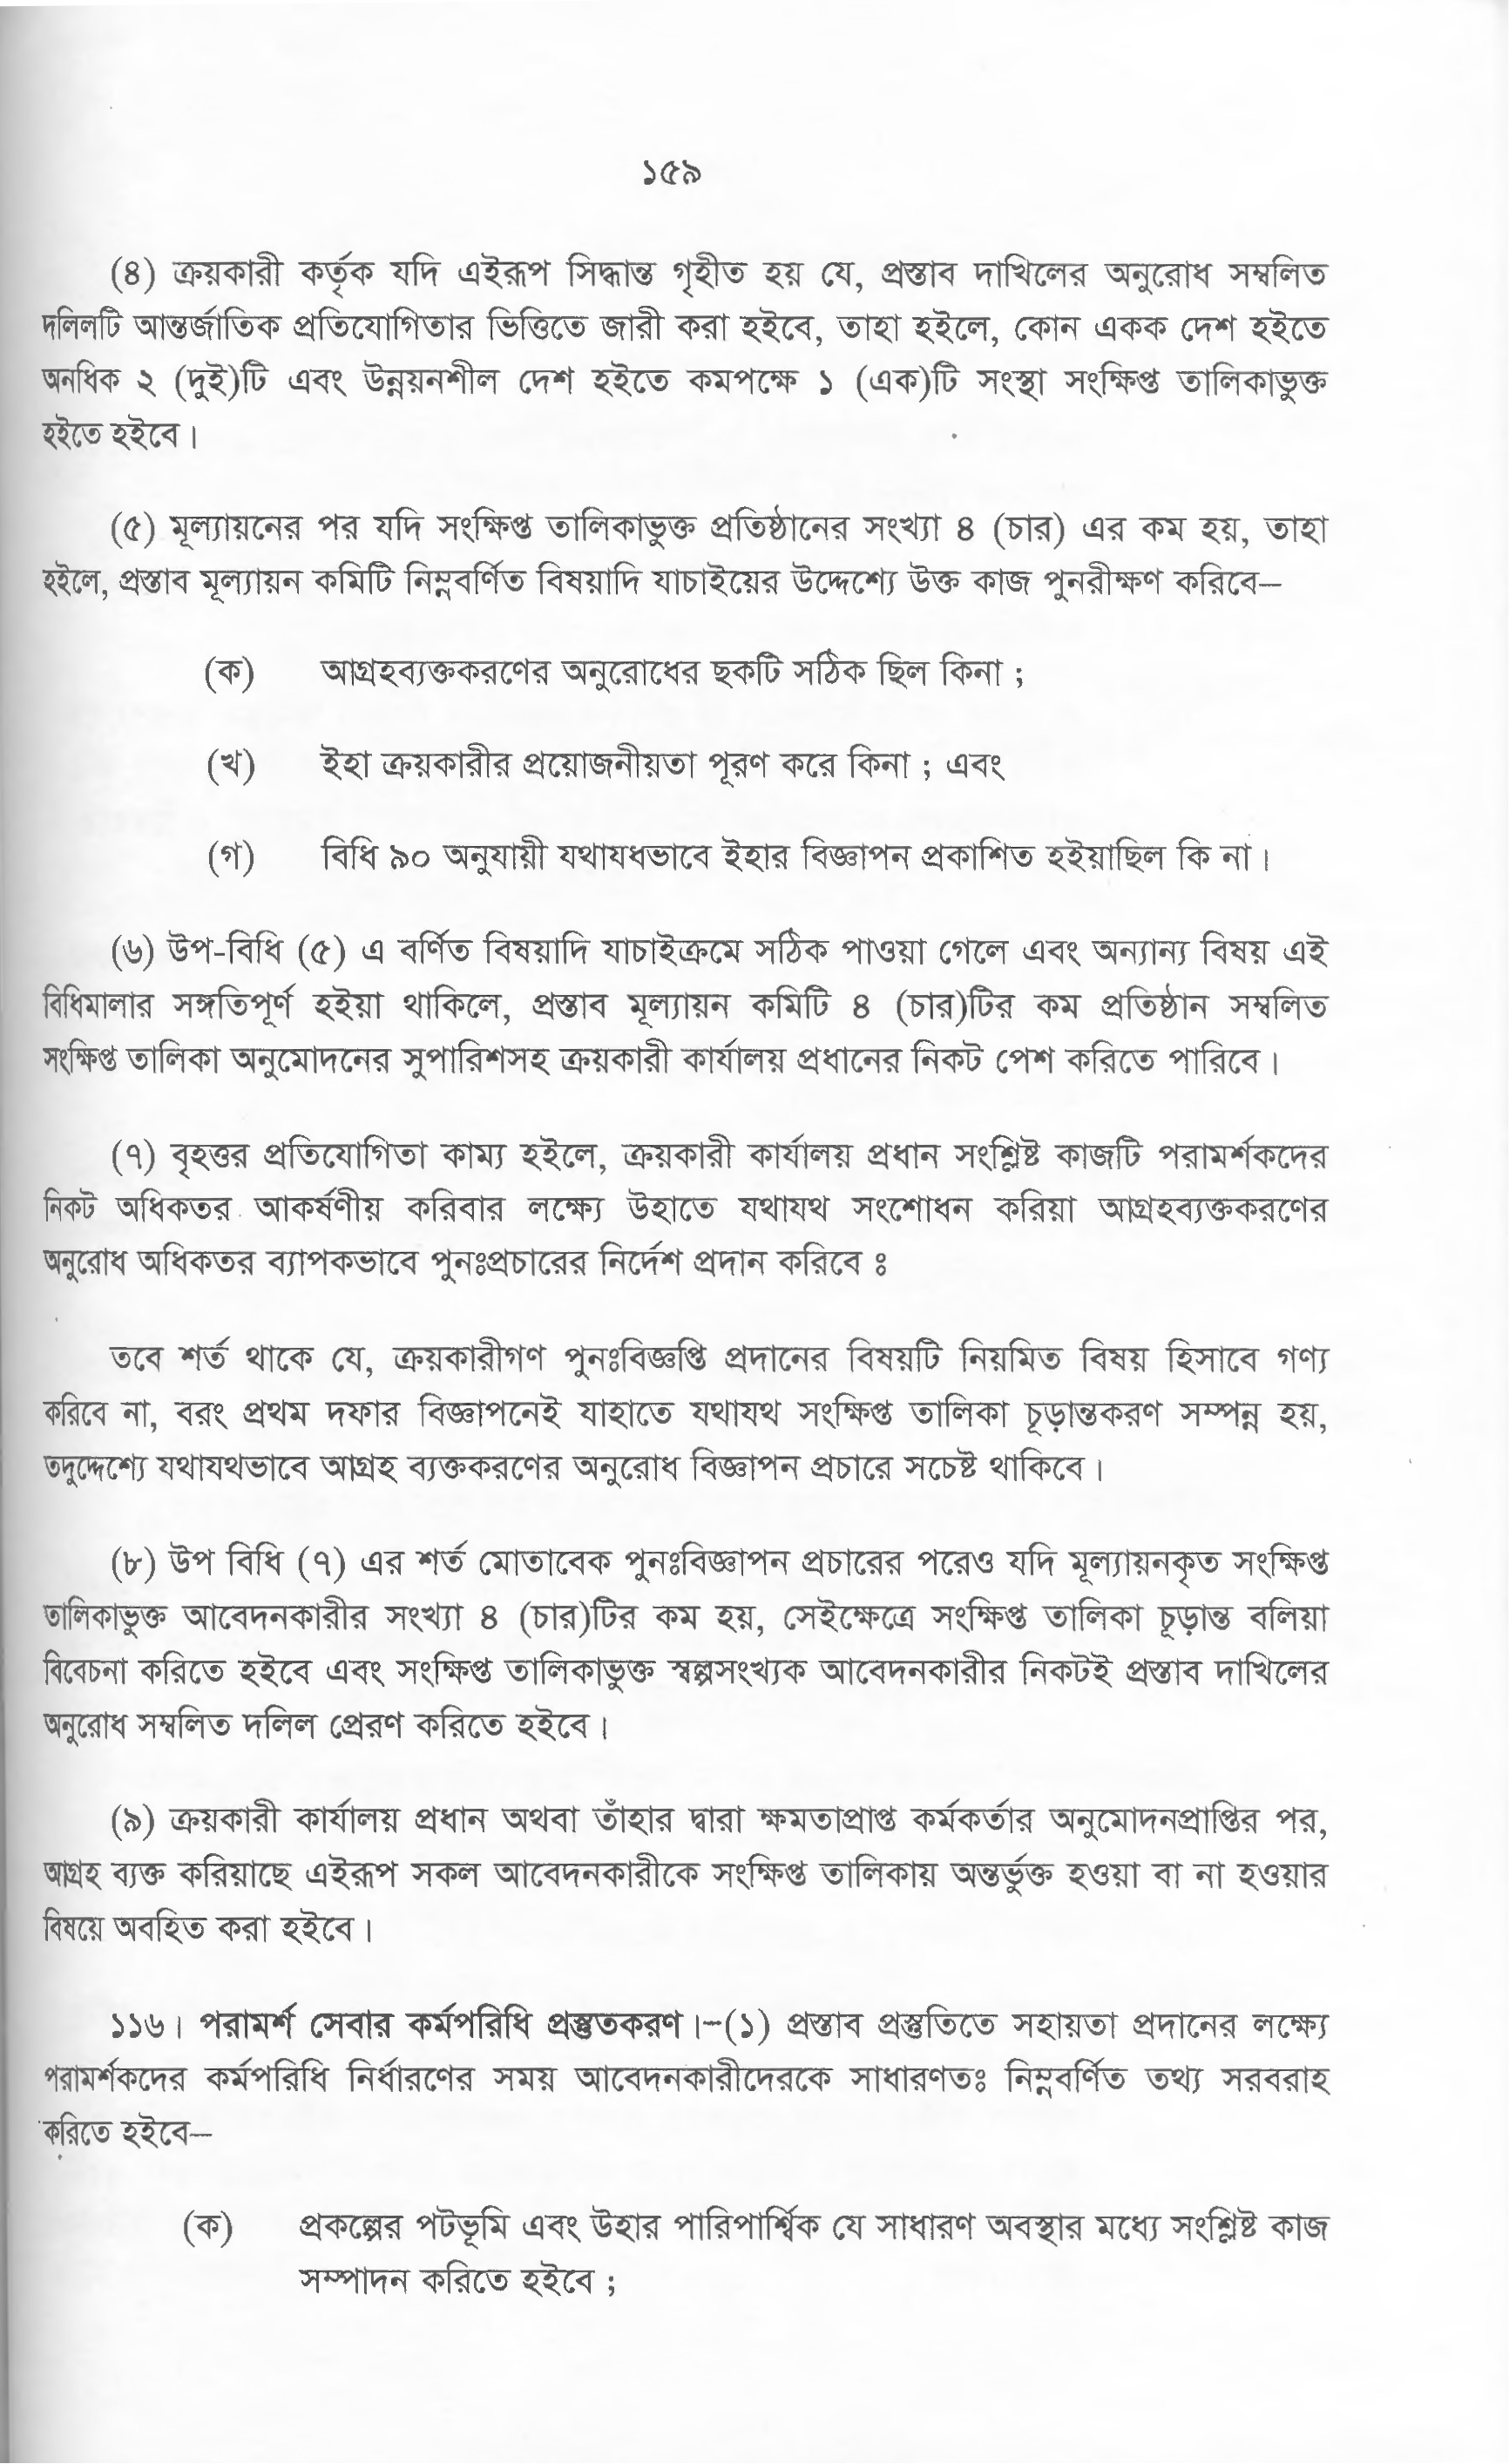 ১৫৯
(৪) ক্রয়কারী কর্তৃক যদি এইরূপ সিদ্ধান্ত গৃহীত হয় যে, প্রস্তাব দাখিলের অনুরোধ সম্বলিত
দলিলটি আন্তর্জাতিক প্রতিযোগিতার ভিত্তিতে জারী করা হইবে, তাহা হইলে, কোন একক দেশ হইতে
অনধিক ২ (দুই)টি এবং উন্নয়নশীল দেশ হইতে কমপক্ষে ১ (এক)টি সংস্থা সংক্ষিপ্ত তালিকাভুক্ত
হইতে হইবে।
(৫) মূল্যায়নের পর যদি সংক্ষিপ্ত তালিকাভুক্ত প্রতিষ্ঠানের সংখ্যা ৪ (চার) এর কম হয়, তাহা
হইলে, প্রস্তাব মূল্যায়ন কমিটি নিম্নবর্ণিত বিষয়াদি যাচাইয়ের উদ্দেশ্যে উক্ত কাজ পুনরীক্ষণ করিবে–
(ক) আগ্রহব্যক্তকরণের অনুরোধের ছকটি সঠিক ছিল কিনা ;
(খ) ইহা ক্রয়কারীর প্রয়োজনীয়তা পূরণ করে কিনা ; এবং
(গ) বিধি ৯০ অনুযায়ী যথাযধভাবে ইহার বিজ্ঞাপন প্রকাশিত হইয়াছিল কি না।
(৬) উপ-বিধি (৫) এ বর্ণিত বিষয়াদি যাচাইক্রমে সঠিক পাওয়া গেলে এবং অন্যান্য বিষয় এই
বিধিমালার সঙ্গতিপূর্ণ হইয়া থাকিলে, প্রস্তাব মূল্যায়ন কমিটি ৪ (চার)টির কম প্রতিষ্ঠান সম্বলিত
সংক্ষিপ্ত তালিকা অনুমোদনের সুপারিশসহ ক্রয়কারী কার্যালয় প্রধানের নিকট পেশ করিতে পারিবে।
(৭) বৃহত্তর প্রতিযোগিতা কাম্য হইলে, ক্রয়কারী কার্যালয় প্রধান সংশ্লিষ্ট কাজটি পরামর্শকদের
নিকট অধিকতর আকর্ষণীয় করিবার লক্ষ্যে উহাতে যথাযথ সংশোধন করিয়া আগ্রহব্যক্তকরণের
অনুরোধ অধিকতর ব্যাপকভাবে পুনঃপ্রচারের নির্দেশ প্রদান করিবে ঃ
তবে শর্ত থাকে যে, ক্রয়কারীগণ পুনঃবিজ্ঞপ্তি প্রদানের বিষয়টি নিয়মিত বিষয় হিসাবে গণ্য
করিবে না, বরং প্রথম দফার বিজ্ঞাপনেই যাহাতে যথাযথ সংক্ষিপ্ত তালিকা চূড়ান্তকরণ সম্পন্ন হয়,
তদুদ্দেশ্যে যথাযথভাবে আগ্রহ ব্যক্তকরণের অনুরোধ বিজ্ঞাপন প্রচারে সচেষ্ট থাকিবে।
(৮) উপ বিধি (৭) এর শর্ত মোতাবেক পুনঃবিজ্ঞাপন প্রচারের পরেও যদি মূল্যায়নকৃত সংক্ষিপ্ত
তালিকাভুক্ত আবেদনকারীর সংখ্যা ৪ (চার)টির কম হয়, সেইক্ষেত্রে সংক্ষিপ্ত তালিকা চূড়ান্ত বলিয়া
বিবেচনা করিতে হইবে এবং সংক্ষিপ্ত তালিকাভুক্ত স্বল্পসংখ্যক আবেদনকারীর নিকটই প্রস্তাব দাখিলের
অনুরোধ সম্বলিত দলিল প্রেরণ করিতে হইবে।
(৯) ক্রয়কারী কার্যালয় প্রধান অথবা তাঁহার দ্বারা ক্ষমতাপ্রাপ্ত কর্মকর্তার অনুমোদনপ্রাপ্তির পর,
আগ্রহ ব্যক্ত করিয়াছে এইরূপ সকল আবেদনকারীকে সংক্ষিপ্ত তালিকায় অন্তর্ভুক্ত হওয়া বা না হওয়ার
বিষয়ে অবহিত করা হইবে।
১১৬। পরামর্শ সেবার কর্মপরিধি প্রস্তুতকরণ।–(১) প্রস্তাব প্রস্তুতিতে সহায়তা প্রদানের লক্ষ্যে
পরামর্শকদের কর্মপরিধি নির্ধারণের সময় আবেদনকারীদেরকে সাধারণতঃ নিম্নবর্ণিত তথ্য সরবরাহ
করিতে হইবে–
(ক) প্রকল্পের পটভূমি এবং উহার পারিপার্শ্বিক যে সাধারণ অবস্থার মধ্যে সংশ্লিষ্ট কাজ
সম্পাদন করিতে হইবে ;